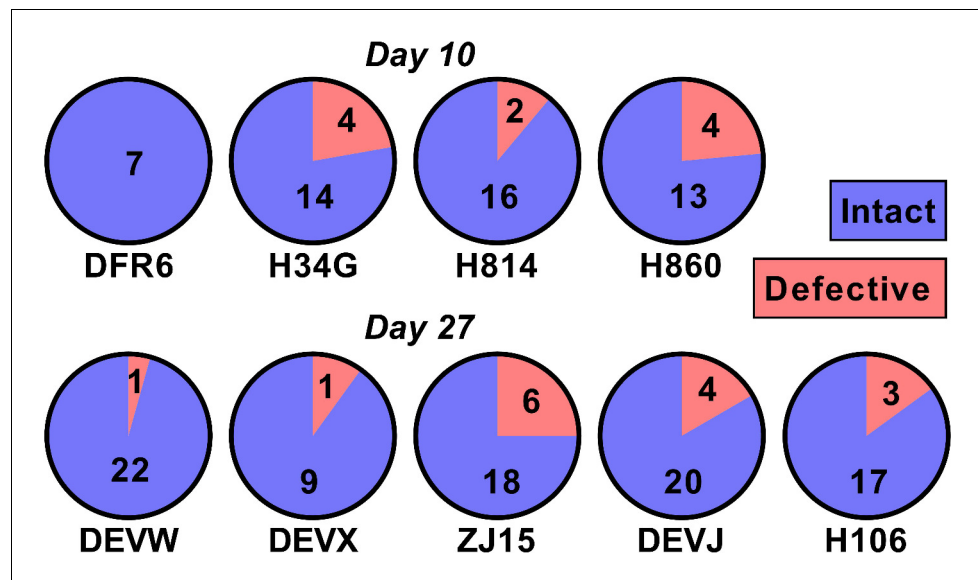 Day 10
4
2
4
7
14
16
13
Intact
DFR6
H34G
H814
H860
Defective
Day 27
1
1
6
4
3
22
9
18
20
17
DEVW
DEVX
ZJ15
DEVJ
H106